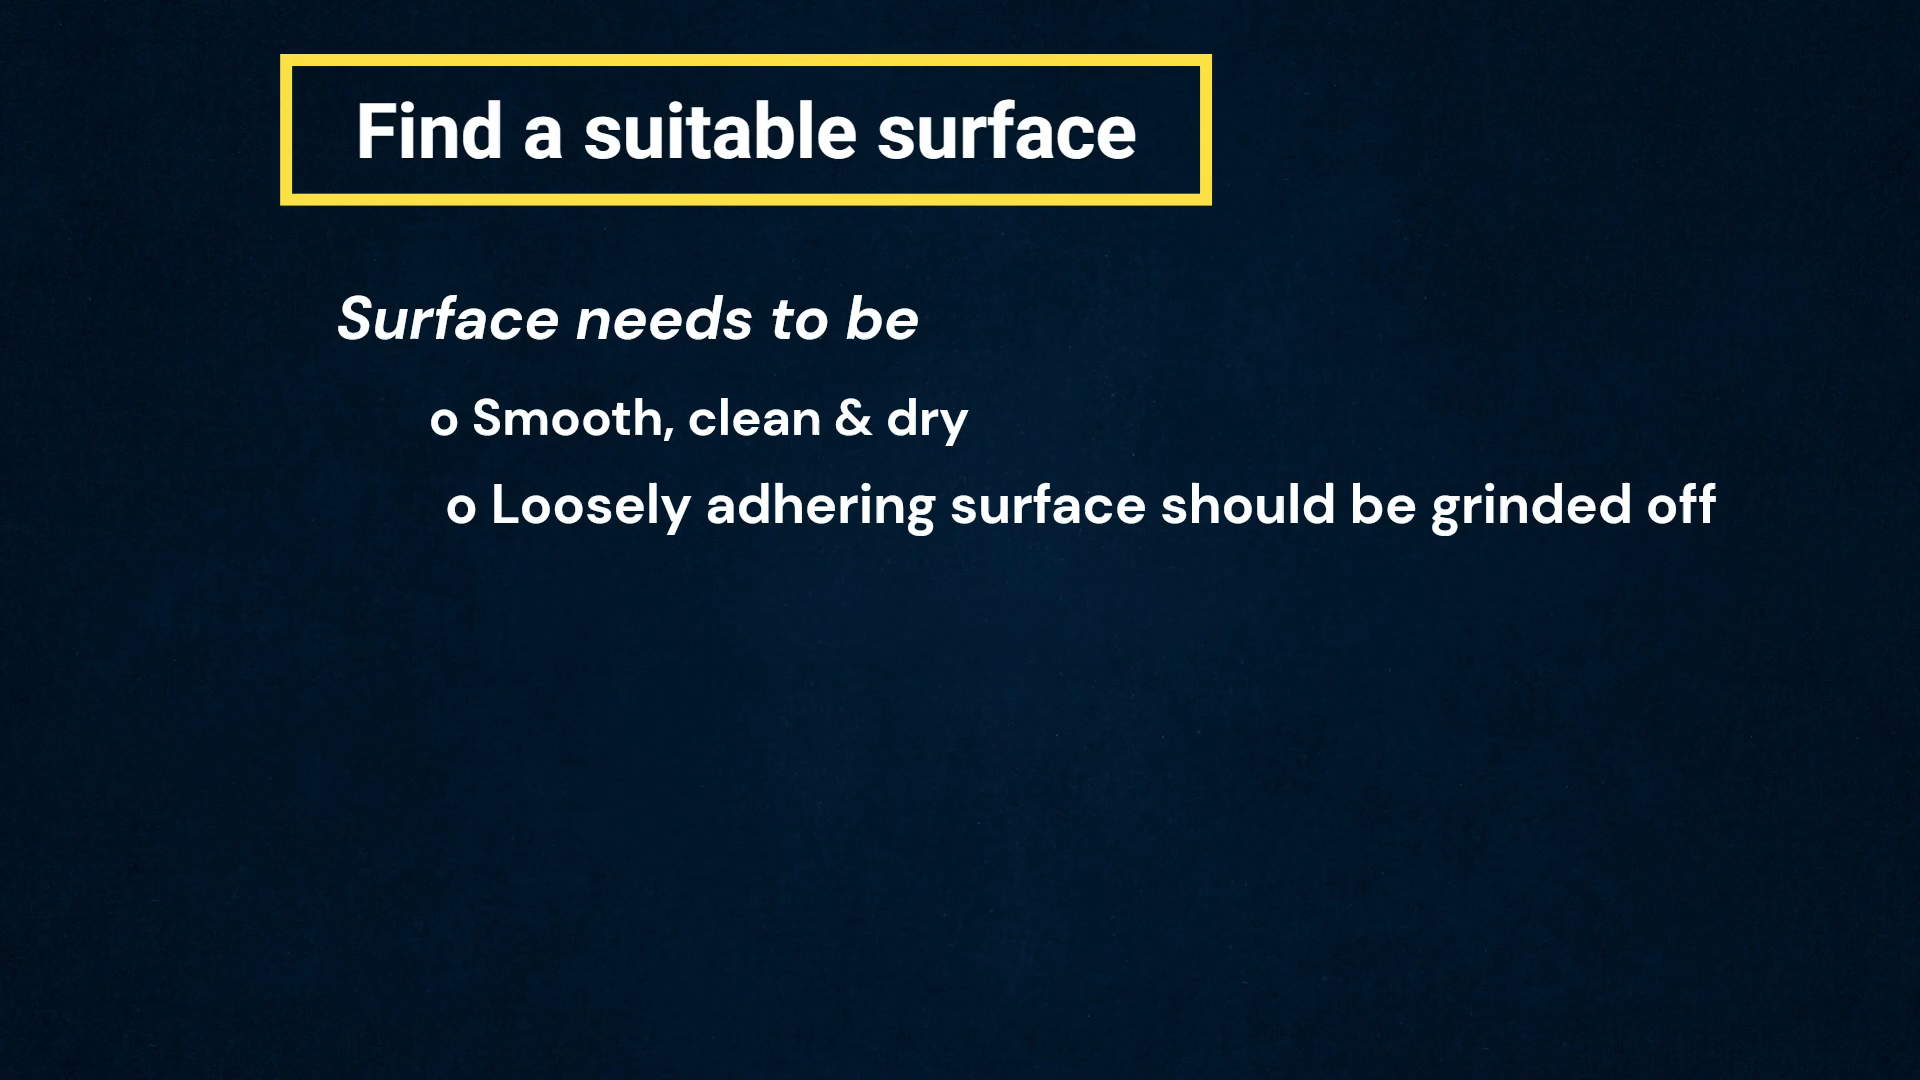 Find a suitable surface
Surface needs to be
o Smooth, clean & dry
o Loosely adhering surface should be grinded off